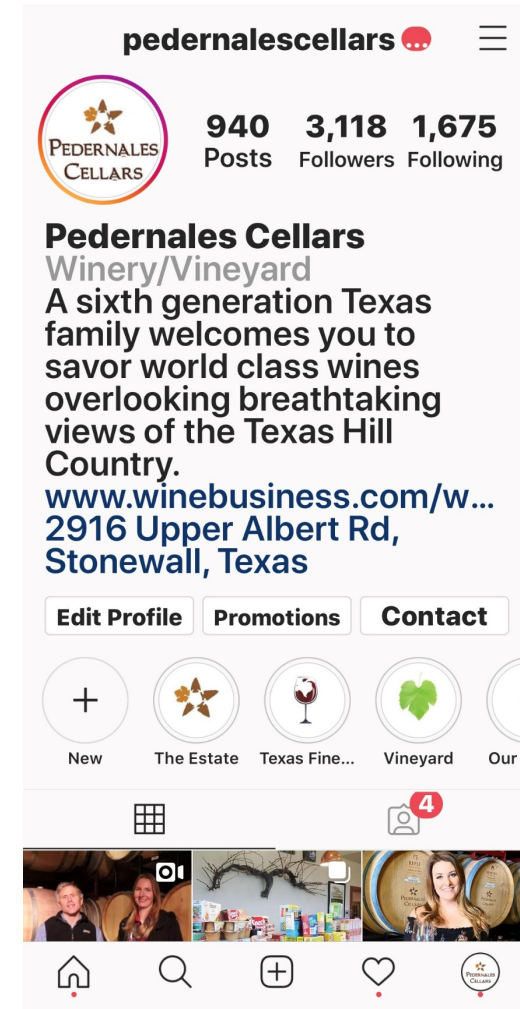 pedernalescellars
PEDERNALES
CELLARS
940 3,118 1,675
Posts Followers Following
Pedernales Cellars
Winery/Vineyard
A sixth generation Texas
family welcomes you to
savor world class wines
overlooking breathtaking
views of the Texas Hill
Country.
www.winebusiness.com/w...
2916 Upper Albert Rd,
Stonewall, Texas
Edit Profile Promotions Contact
New The Estate Texas Fine... Vineyard Our
4
PEDERNALES
CELLARS